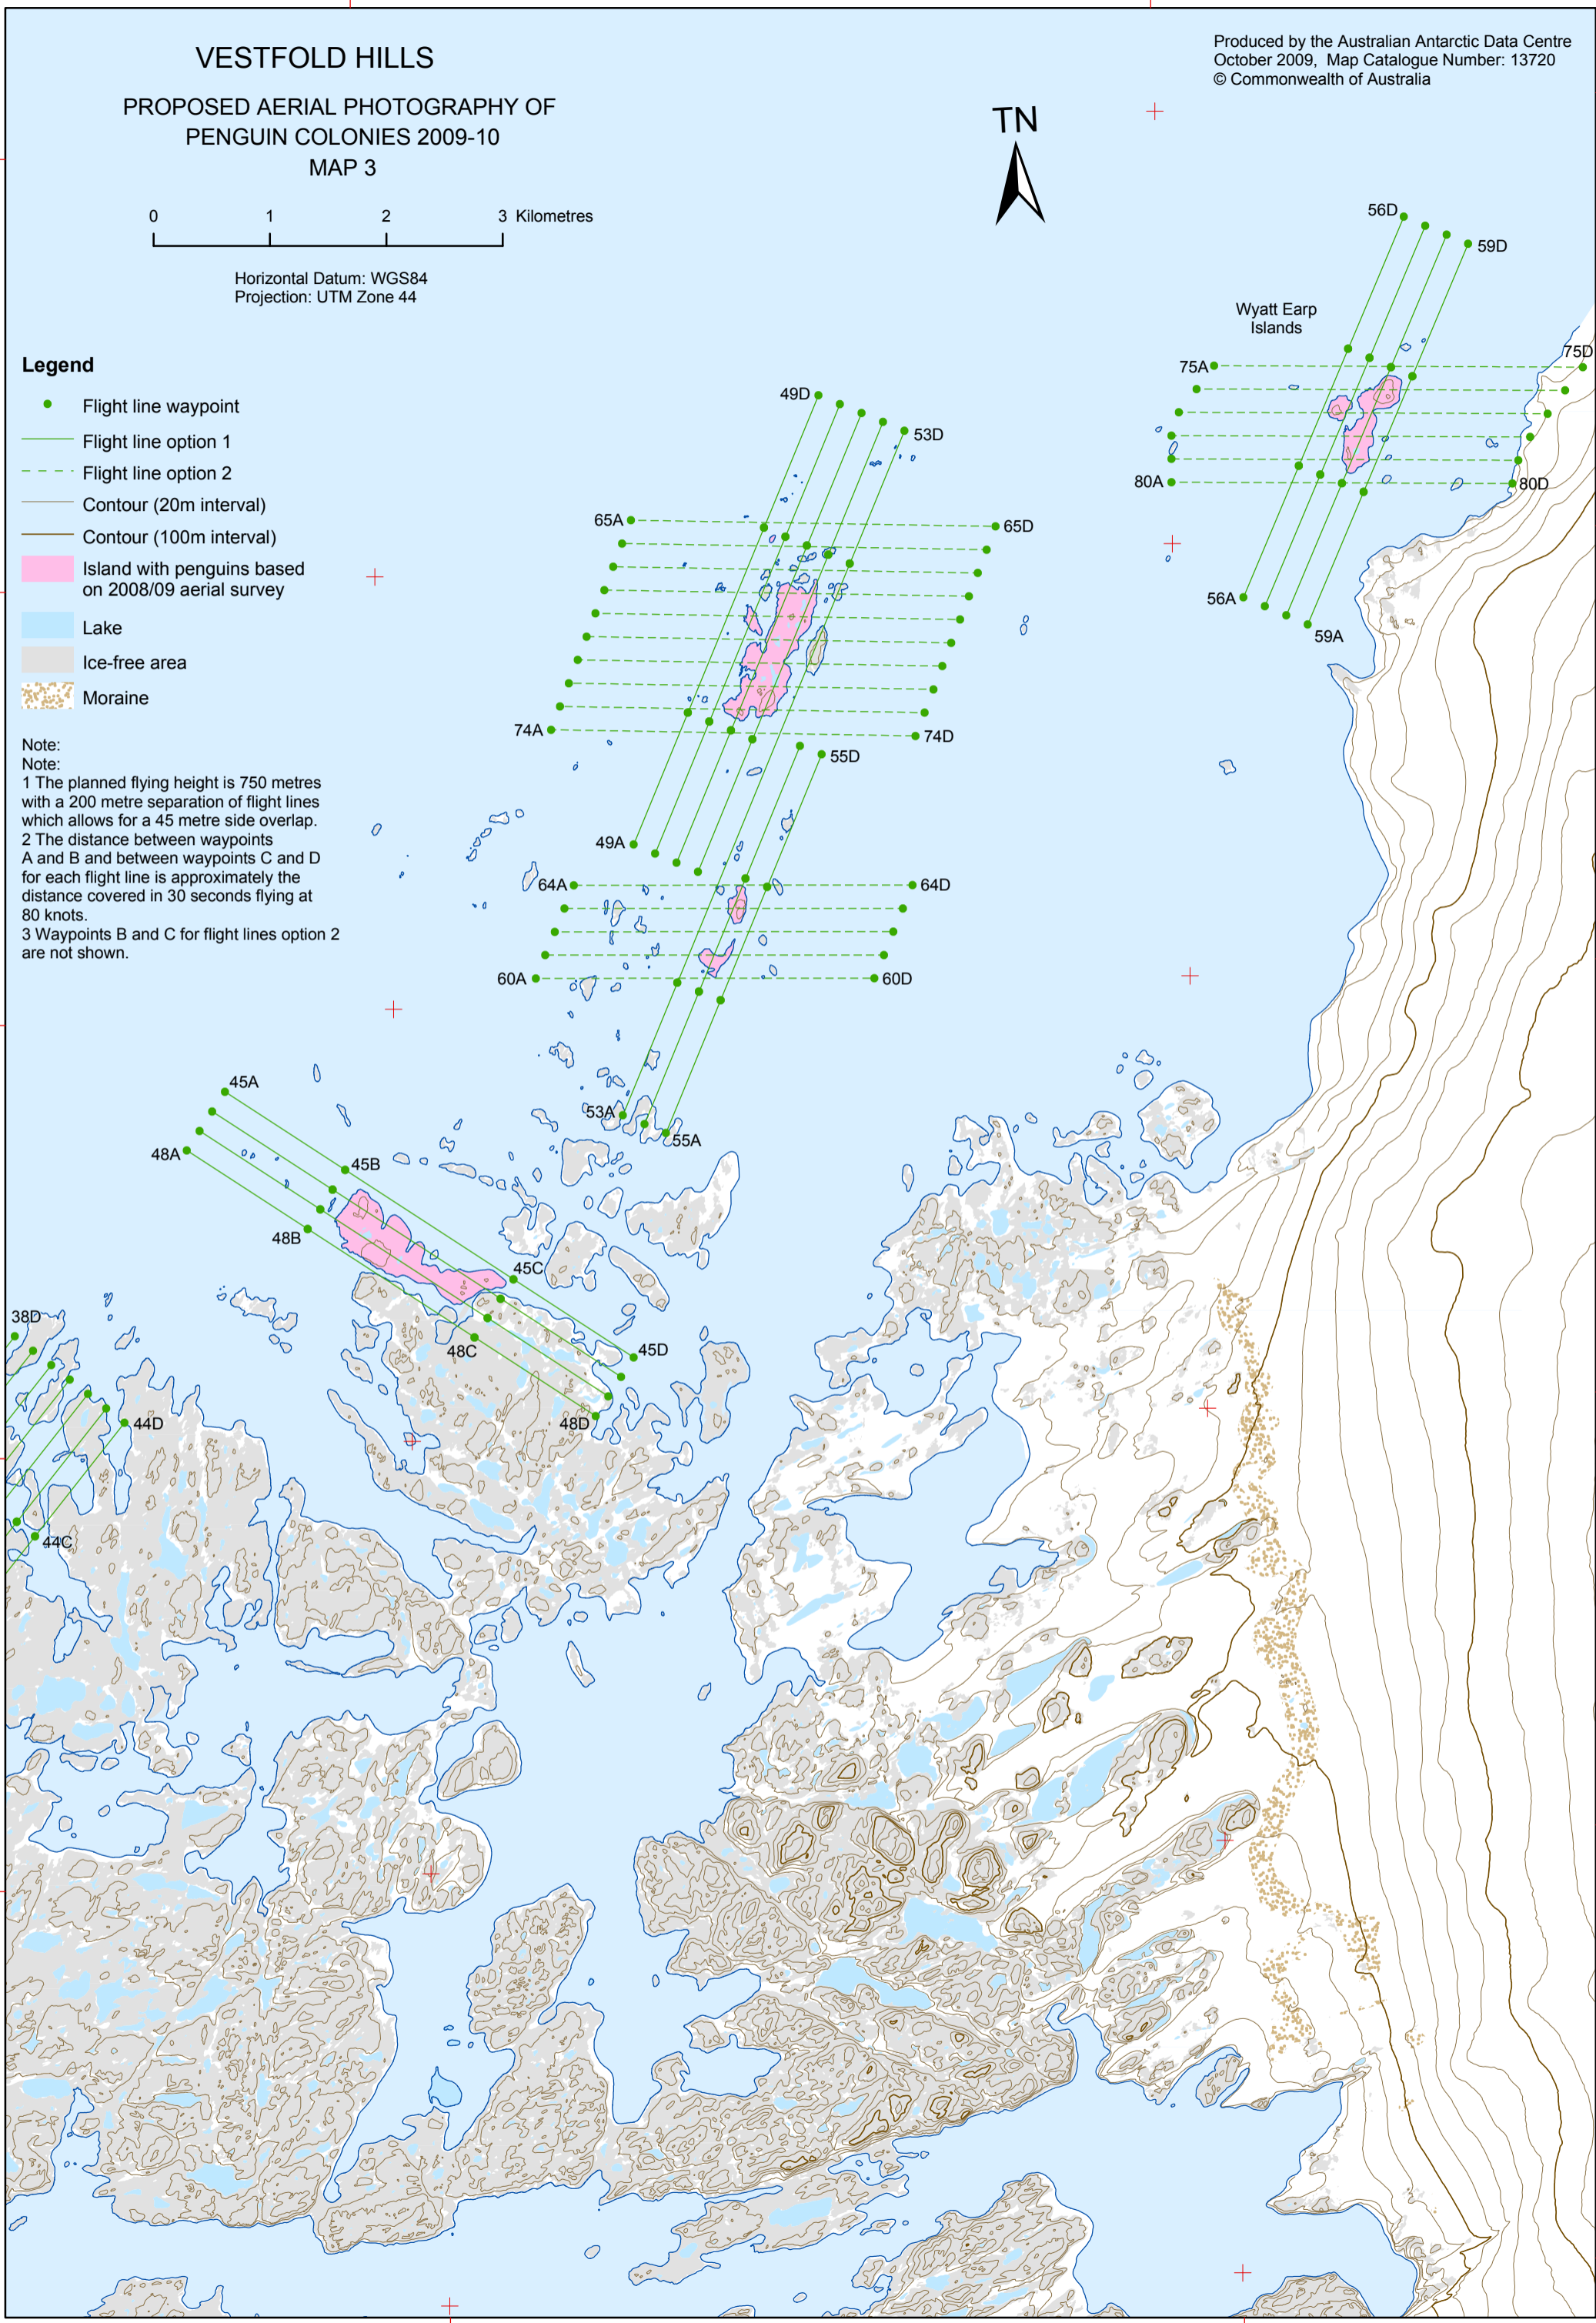 VESTFOLD HILLS
PROPOSED AERIAL PHOTOGRAPHY OF
PENGUIN COLONIES 2009-10
MAP 3
0 1 2 3 Kilometres
Horizontal Datum: WGS84
Projection: UTM Zone 44
Produced by the Australian Antarctic Data Centre
October 2009, Map Catalogue Number: 13720
© Commonwealth of Australia
TN
Legend
Flight line waypoint
Flight line option 1
Flight line option 2
Contour (20m interval)
Contour (100m interval)
Island with penguins based
on 2008/09 aerial survey
Lake
Ice-free area
Moraine
Note:
Note:
1 The planned flying height is 750 metres
with a 200 metre separation of flight lines
which allows for a 45 metre side overlap.
2 The distance between waypoints
A and B and between waypoints C and D
for each flight line is approximately the
distance covered in 30 seconds flying at
80 knots.
3 Waypoints B and C for flight lines option 2
are not shown.
56D
59D
Wyatt Earp
Islands
75A
75D
80A
80D
56A
59A
49D
53D
65A
65D
74A
74D
55D
49A
64A
64D
60A
60D
53A
55A
45A
48A
45B
48B
45C
48C
45D
48D
38D
44D
44C